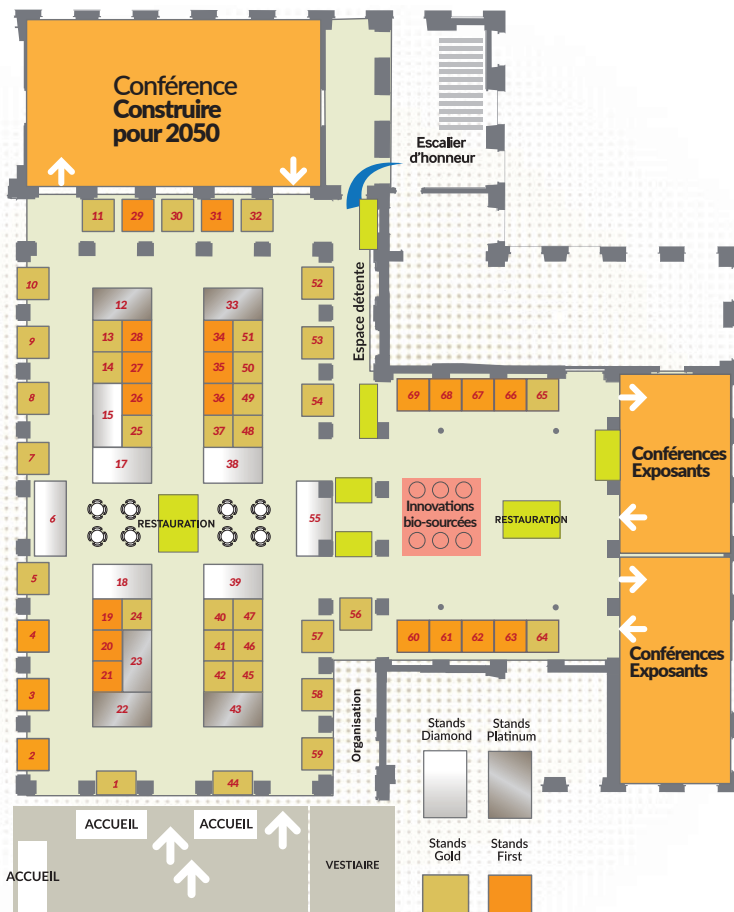 Conférence
Construire
pour 2050
Escalier
d'honneur
11
29
30
31
32
10
12
33
52
Espace détente
13
28
34
51
9
53
14
27
35
50
8
15
26
36
49
54
69
68
67
66
65
25
37
48
7
17
38
Conférences
Exposants
6
RESTAURATION
55
Innovations
bio-sourcées
RESTAURATION
5
18
39
19
24
40
47
56
4
20
23
41
46
57
60
61
62
63
64
21
42
45
Conférences
Exposants
3
58
22
43
Organisation
2
59
1
44
Stands
Diamond
Stands
Platinum
ACCUEIL
ACCUEIL
VESTIAIRE
ACCUEIL
Stands
Gold
Stands
First